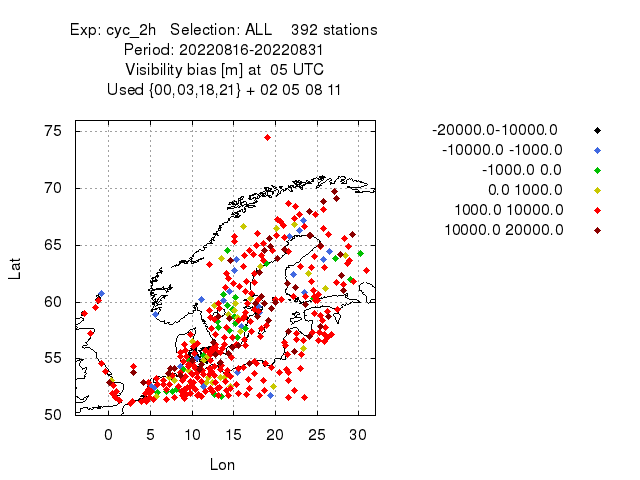 Exp: cyc_2h   Selection: ALL    392 stations
Period: 20220816-20220831
Visibility bias [m] at  05 UTC
Used {00,03,18,21} + 02 05 08 11
-20000.0-10000.0
-10000.0 -1000.0
-1000.0 0.0
0.0 1000.0
1000.0 10000.0
10000.0 20000.0
75
70
65
60
55
50
Lat
0 5 10 15 20 25 30
Lon